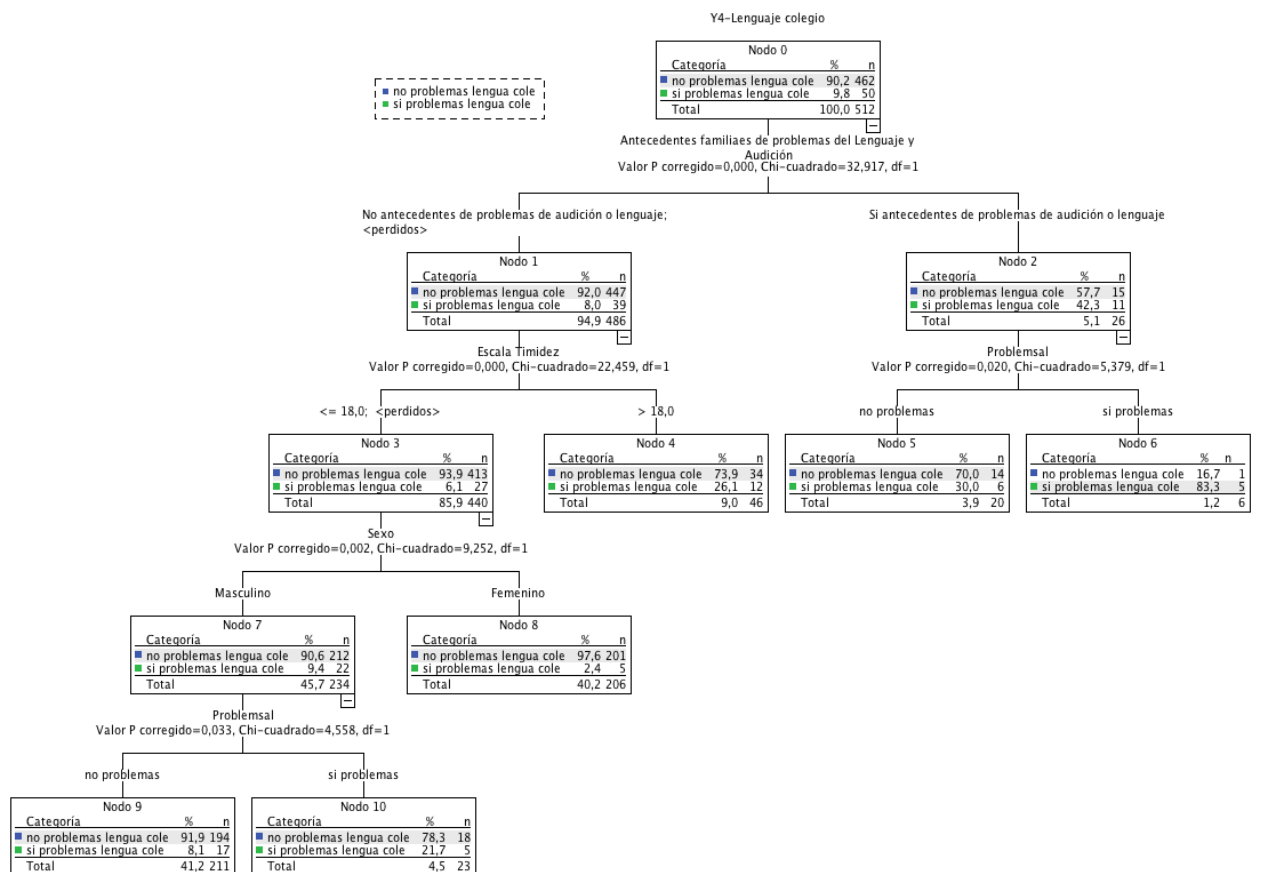 Y4-Lenguaje colegio
Nodo 0
Categoría % n
no problemas lengua cole 90,2 462
si problemas lengua cole 9,8 50
Total 100,0 512
no problemas lengua cole
si problemas lengua cole
Antecedentes familiaes de problemas del Lenguaje y
Audición
Valor P corregido=0,000, Chi-cuadrado=32,917, df=1
No antecedentes de problemas de audición o lenguaje;
<perdidos>
Si antecedentes de problemas de audición o lenguaje
Nodo 1
Categoría % n
no problemas lengua cole 92,0 447
si problemas lengua cole 8,0 39
Total 94,9 486
Nodo 2
Categoría % n
no problemas lengua cole 57,7 15
si problemas lengua cole 42,3 11
Total 5,1 26
Escala Timidez
Valor P corregido=0,000, Chi-cuadrado=22,459, df=1
Problemsal
Valor P corregido=0,020, Chi-cuadrado=5,379, df=1
<= 18,0; <perdidos>
> 18,0
no problemas
si problemas
Nodo 3
Categoría % n
no problemas lengua cole 93,9 413
si problemas lengua cole 6,1 27
Total 85,9 440
Nodo 4
Categoría % n
no problemas lengua cole 73,9 34
si problemas lengua cole 26,1 12
Total 9,0 46
Nodo 5
Categoría % n
no problemas lengua cole 70,0 14
si problemas lengua cole 30,0 6
Total 3,9 20
Nodo 6
Categoría % n
no problemas lengua cole 16,7 1
si problemas lengua cole 83,3 5
Total 1,2 6
Sexo
Valor P corregido=0,002, Chi-cuadrado=9,252, df=1
Masculino
Femenino
Nodo 7
Categoría % n
no problemas lengua cole 90,6 212
si problemas lengua cole 9,4 22
Total 45,7 234
Nodo 8
Categoría % n
no problemas lengua cole 97,6 201
si problemas lengua cole 2,4 5
Total 40,2 206
Problemsal
Valor P corregido=0,033, Chi-cuadrado=4,558, df=1
no problemas
si problemas
Nodo 9
Categoría % n
no problemas lengua cole 91,9 194
si problemas lengua cole 8,1 17
Total 41,2 211
Nodo 10
Categoría % n
no problemas lengua cole 78,3 18
si problemas lengua cole 21,7 5
Total 4,5 23